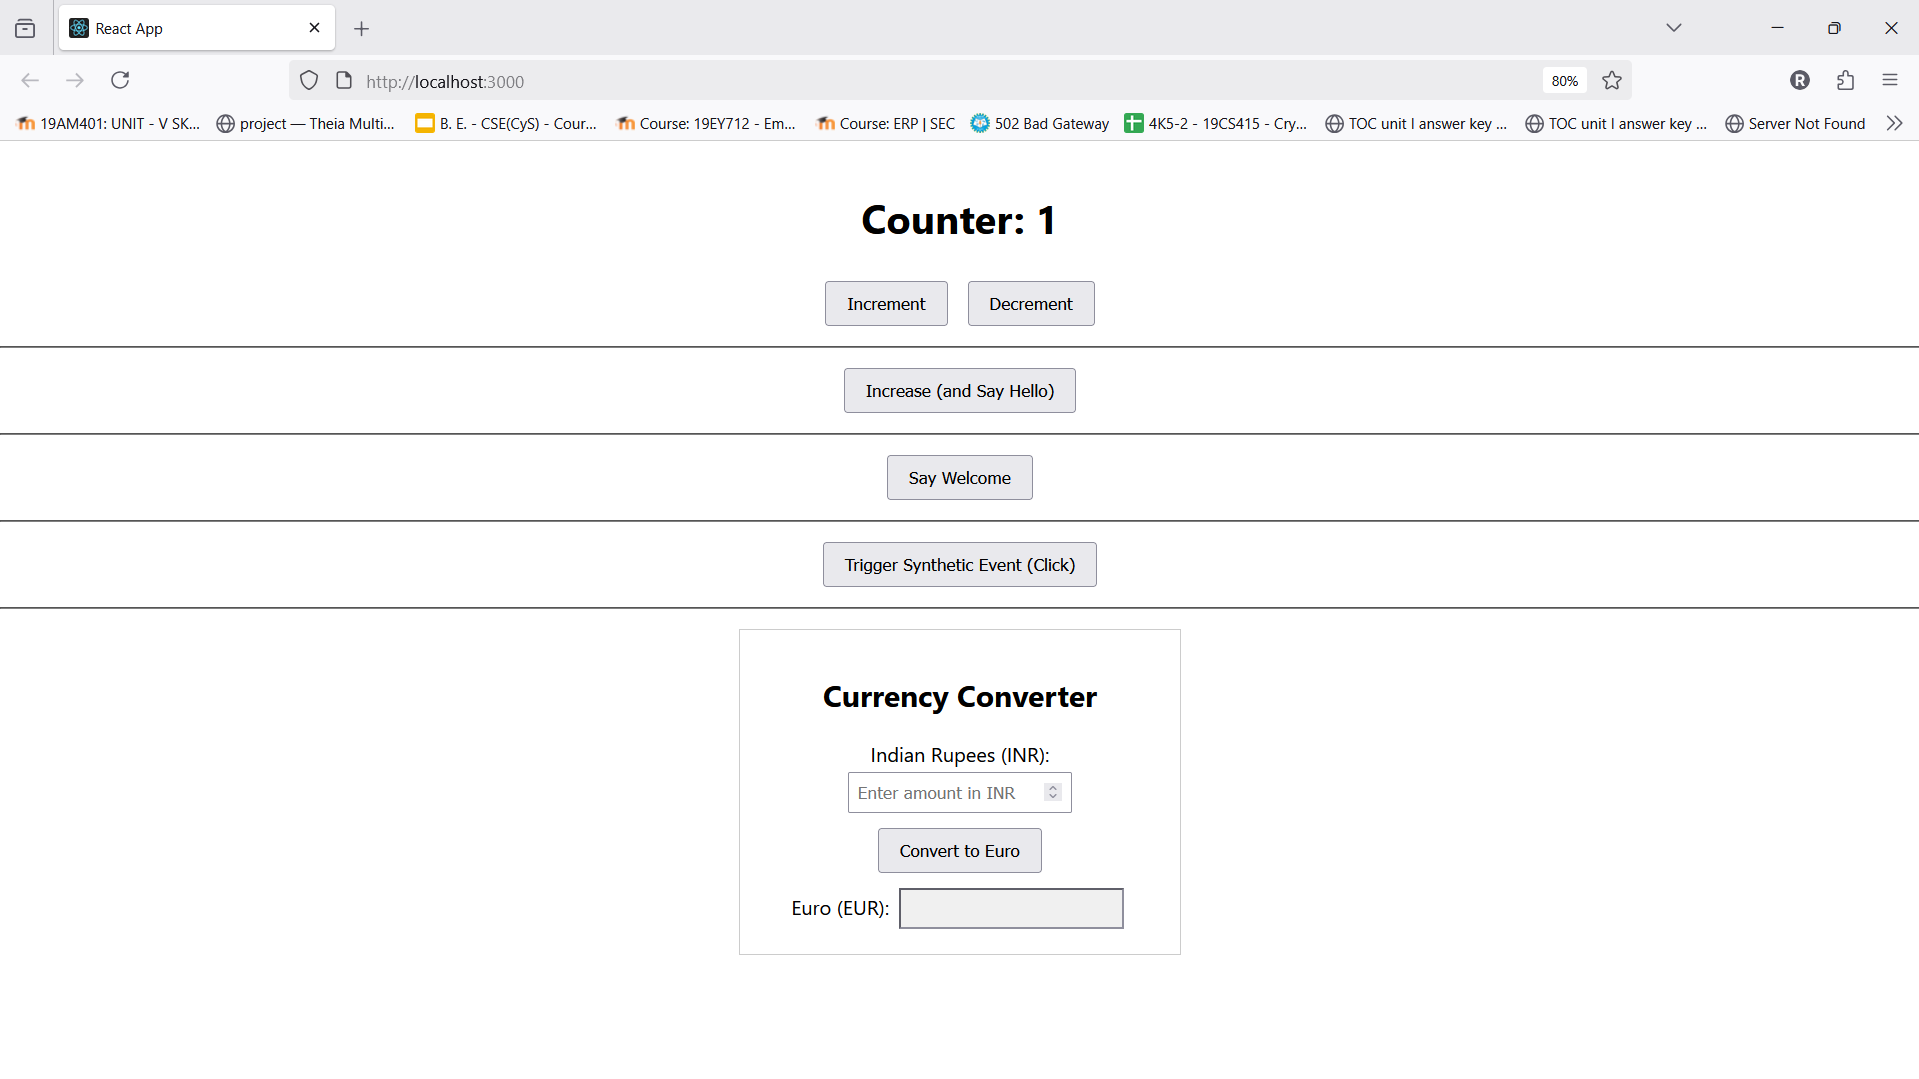 React App
http://localhost:3000
80%
R
19AM401: UNIT - V SK...
project — Theia Multi...
B. E. - CSE(CyS) - Cour...
Course: 19EY712 - Em...
Course: ERP | SEC
502 Bad Gateway
4K5-2 - 19CS415 - Cry...
TOC unit I answer key ...
TOC unit I answer key ...
Server Not Found
Counter: 1
Increment
Decrement
Increase (and Say Hello)
Say Welcome
Trigger Synthetic Event (Click)
Currency Converter
Indian Rupees (INR):
Enter amount in INR
Convert to Euro
Euro (EUR):